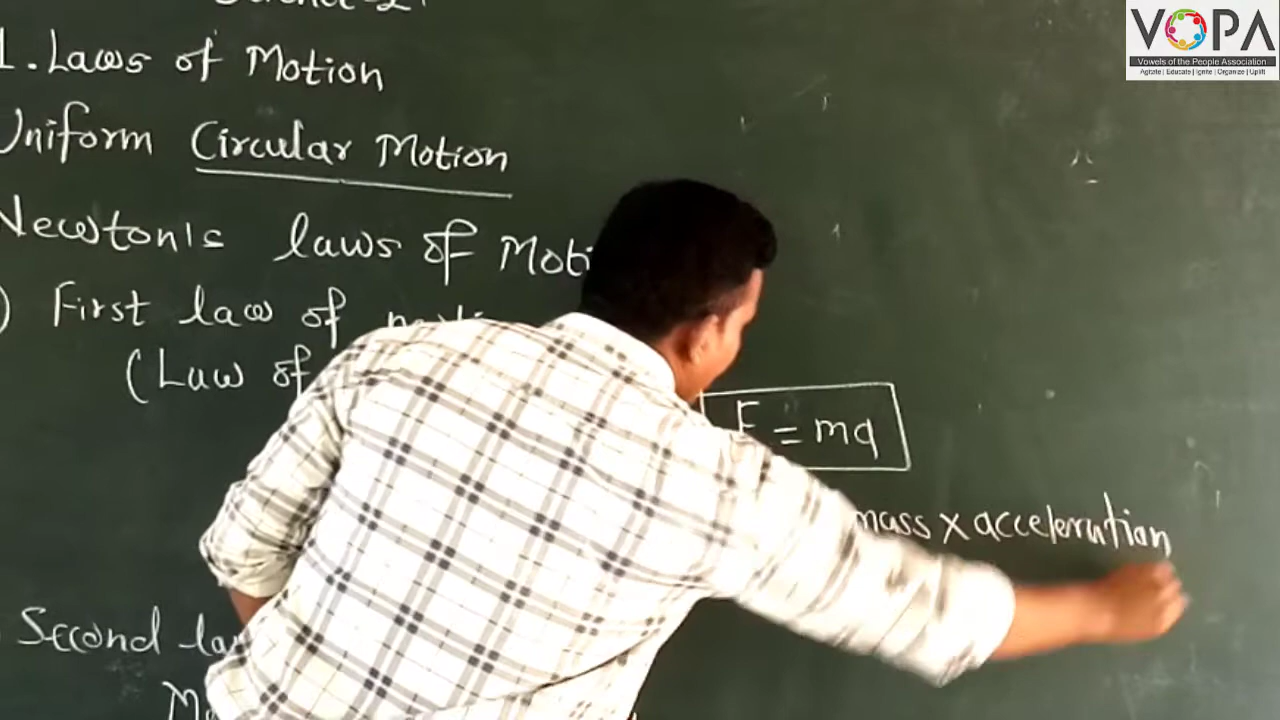 1. Laws of Motion
Uniform Circular Motion
Newton's laws of Moti
First law of
(Law of
F = ma
mass x acceleration
Second la
VOPA
Vowels of the People Association
Agitate | Educate | Ignite | Organize | Uplift